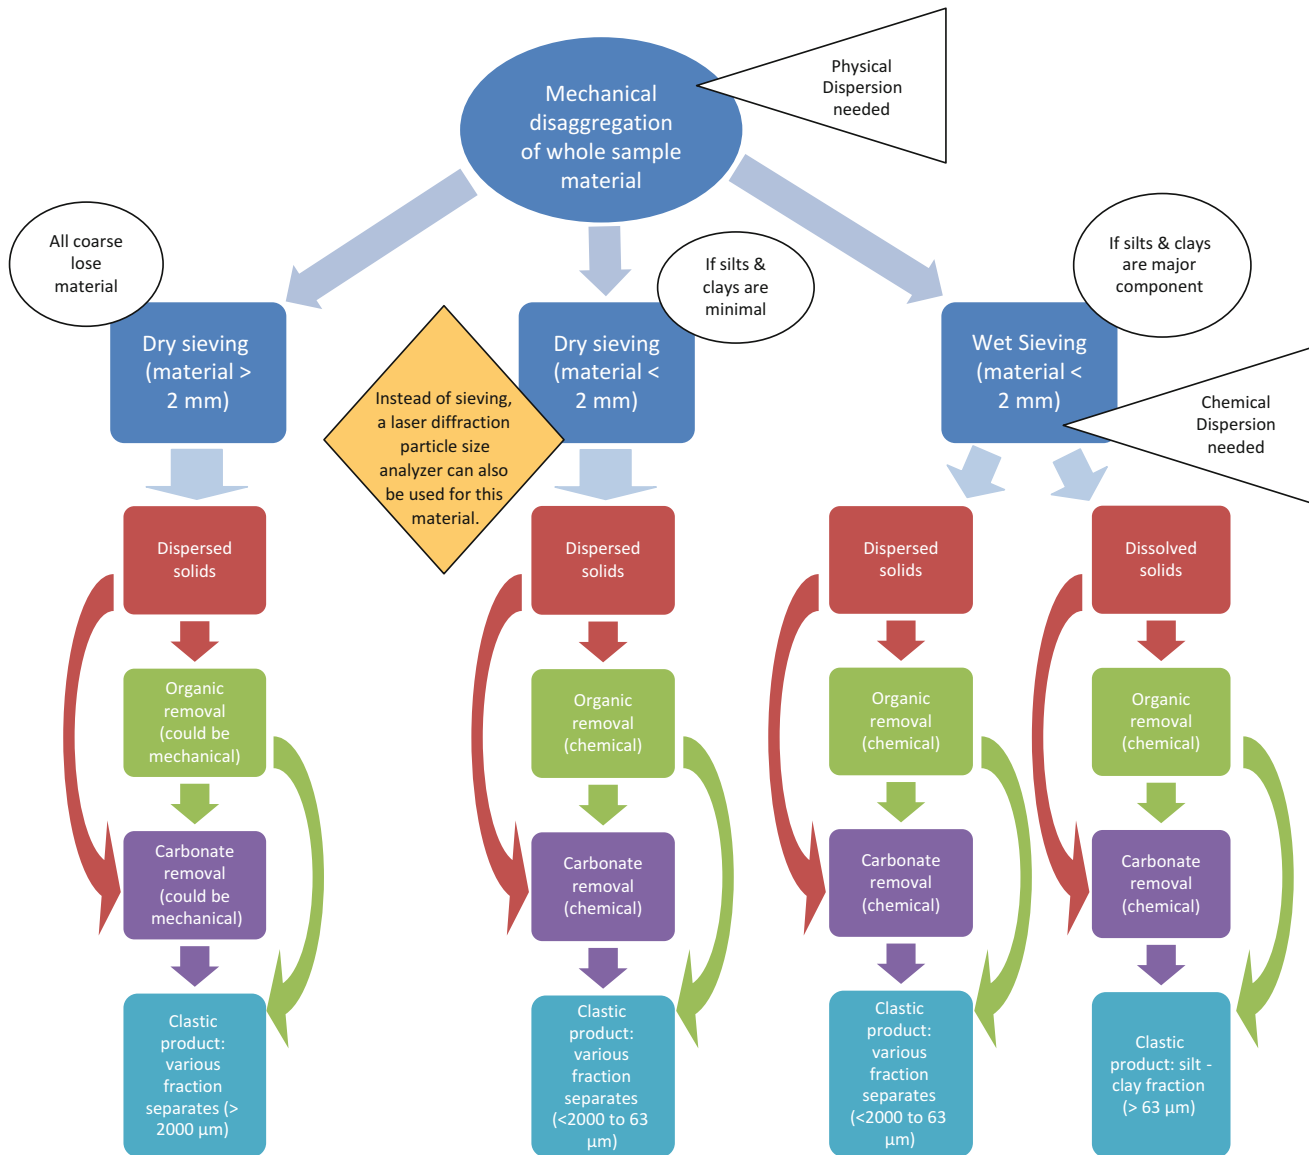 Physical
Dispersion
needed
Mechanical
disaggregation
of whole sample
material
All coarse
lose
material
If silts &
clays are
minimal
If silts & clays
are major
component
Dry sieving
(material >
2 mm)
Dry sieving
(material <
2 mm)
Wet Sieving
(material <
2 mm)
Instead of sieving,
a laser diffraction
particle size
analyzer can also
be used for this
material.
Chemical
Dispersion
needed
Dispersed
solids
Dispersed
solids
Dispersed
solids
Dissolved
solids
Organic
removal
(could be
mechanical)
Organic
removal
(chemical)
Organic
removal
(chemical)
Organic
removal
(chemical)
Carbonate
removal
(could be
mechanical)
Carbonate
removal
(chemical)
Carbonate
removal
(chemical)
Carbonate
removal
(chemical)
Clastic
product:
various
fraction
separates (>
2000 µm)
Clastic
product:
various
fraction
separates
(<2000 to 63
µm)
Clastic
product:
various
fraction
separates
(<2000 to 63
µm)
Clastic
product: silt -
clay fraction
(> 63 µm)